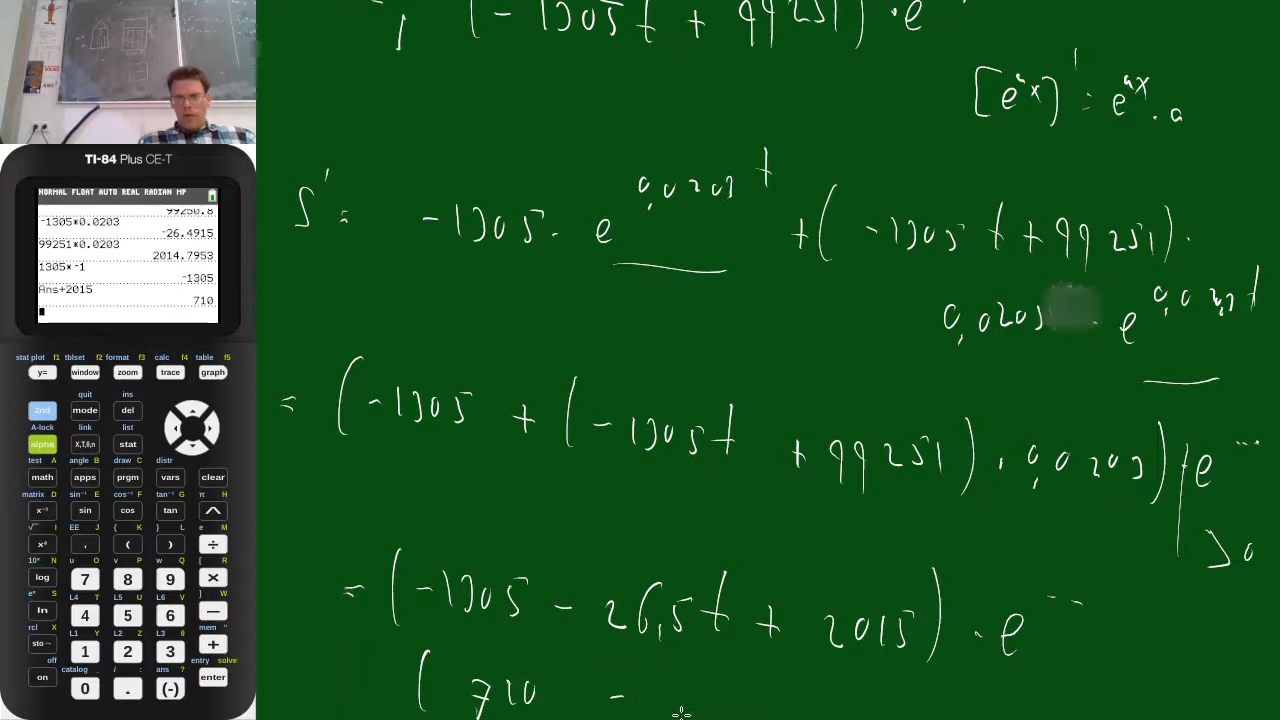 (-1305t + 99251) · e
[e^ax]' = e^ax · a
S' = -1305 · e^0,0203t + (-1305t + 99251) ·
0,0203 · e^0,0203t
= (-1305 + (-1305t + 99251) · 0,0203) · e^...
> 0
= (-1305 - 26,5t + 2015) · e^...
( 710 -
TI-84 Plus CE-T
NORMAL FLOAT AUTO REAL RADIAN MP
99250.8
-1305*0.0203
-26.4915
99251*0.0203
2014.7953
1305*-1
-1305
Ans+2015
710
stat plot f1 tblset f2 format f3 calc f4 table f5
y= window zoom trace graph
quit ins
2nd mode del
A-lock link list
alpha X,T,θ,n stat
test A angle B draw C distr
math apps prgm vars clear
matrix D sin⁻¹ E cos⁻¹ F tan⁻¹ G π H
x⁻¹ sin cos tan ^
√ I EE J { K } L e M
x² , ( ) ÷
10ˣ N u O v P w Q [ R
log 7 8 9 ×
eˣ S L4 T L5 U L6 V ] W
ln 4 5 6 –
rcl X L1 Y L2 Z L3 θ mem "
sto→ 1 2 3 +
off catalog i : ans ? entry solve
on 0 . (-) enter